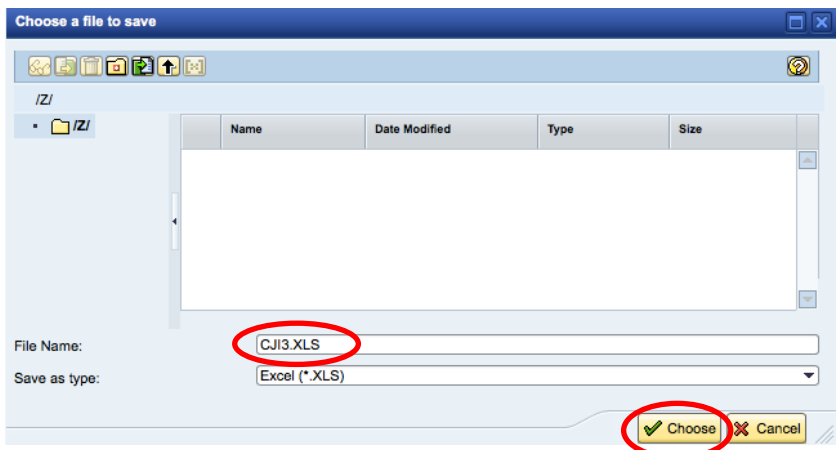 Choose a file to save
/Z/
/Z/
Name Date Modified Type Size
File Name: CJI3.XLS
Save as type: Excel (*.XLS)
Choose Cancel